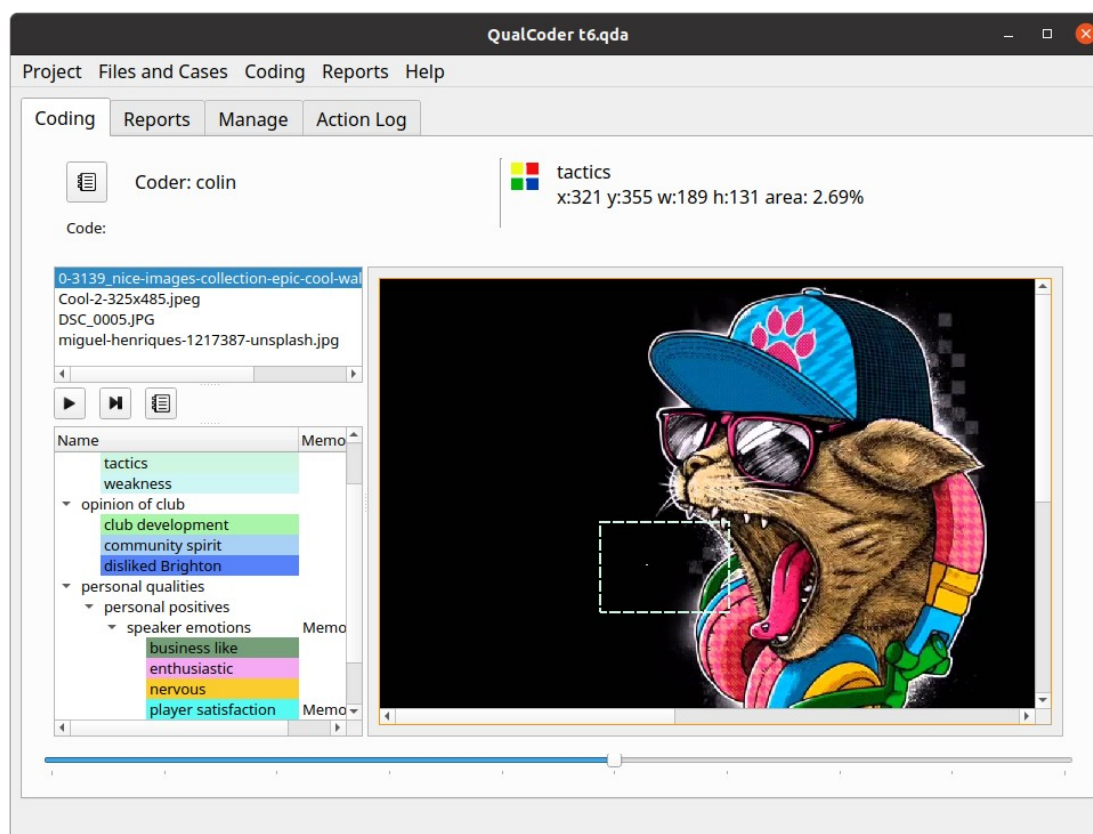 QualCoder t6.qda
Project Files and Cases Coding Reports Help
Coding Reports Manage Action Log
Coder: colin
tactics
x:321 y:355 w:189 h:131 area: 2.69%
Code:
0-3139_nice-images-collection-epic-cool-wal
Cool-2-325x485.jpeg
DSC_0005.JPG
miguel-henriques-1217387-unsplash.jpg
Name Memo
tactics
weakness
opinion of club
club development
community spirit
disliked Brighton
personal qualities
personal positives
speaker emotions Memo
business like
enthusiastic
nervous
player satisfaction Memo